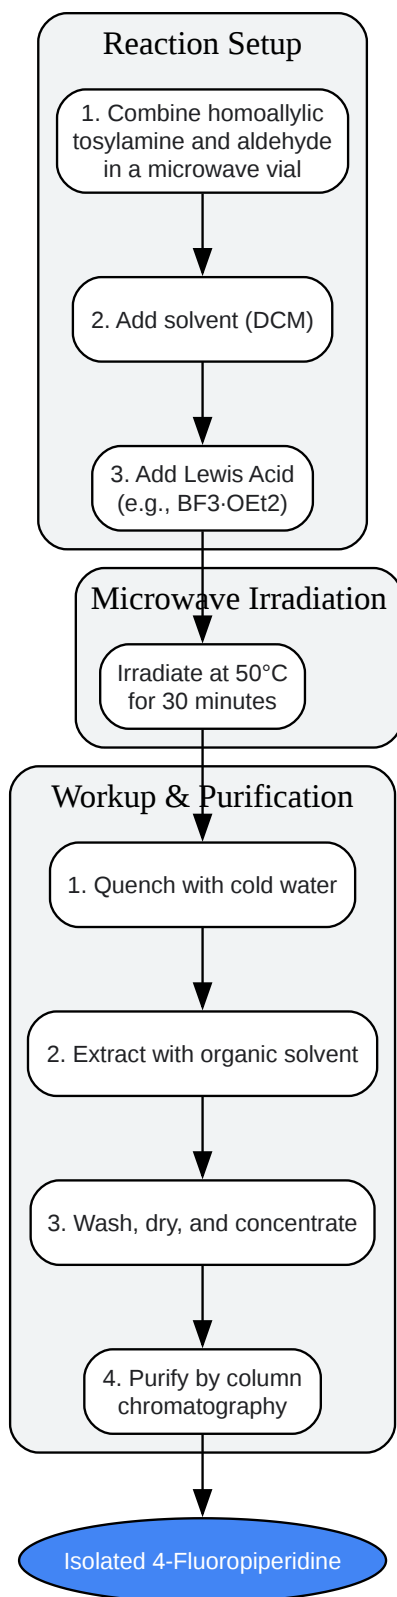 Reaction Setup
1. Combine homoallylic
tosylamine and aldehyde
in a microwave vial
2. Add solvent (DCM)
3. Add Lewis Acid
(e.g., BF3·OEt2)
Microwave Irradiation
Irradiate at 50°C
for 30 minutes
Workup & Purification
1. Quench with cold water
2. Extract with organic solvent
3. Wash, dry, and concentrate
4. Purify by column
chromatography
Isolated 4-Fluoropiperidine